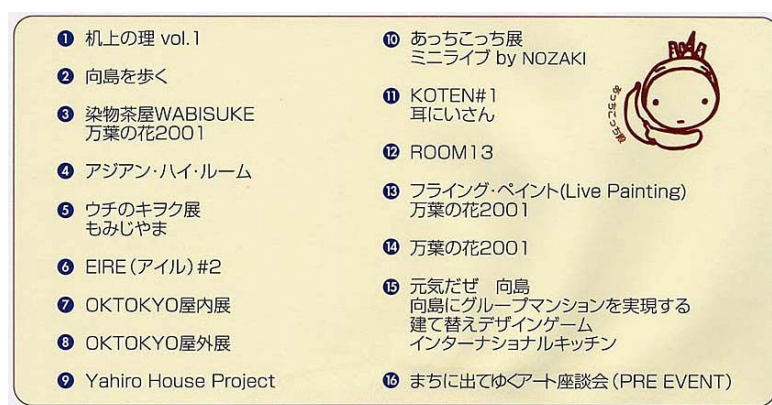 ❶ 机上の理 vol.1
❷ 向島を歩く
❸ 染物茶屋WABISUKE
万葉の花2001
❹ アジアン・ハイ・ルーム
❺ ウチのキヲク展
もみじやま
❻ EIRE(アイル)#2
❼ OKTOKYO屋内展
❽ OKTOKYO屋外展
❾ Yahiro House Project
❿ あっちこっち展
ミニライブ by NOZAKI
⓫ KOTEN#1
耳にいさん
⓬ ROOM13
⓭ フライング・ペイント(Live Painting)
万葉の花2001
⓮ 万葉の花2001
⓯ 元気だぜ　向島
向島にグループマンションを実現する
建て替えデザインゲーム
インターナショナルキッチン
⓰ まちに出てゆくアート座談会(PRE EVENT)